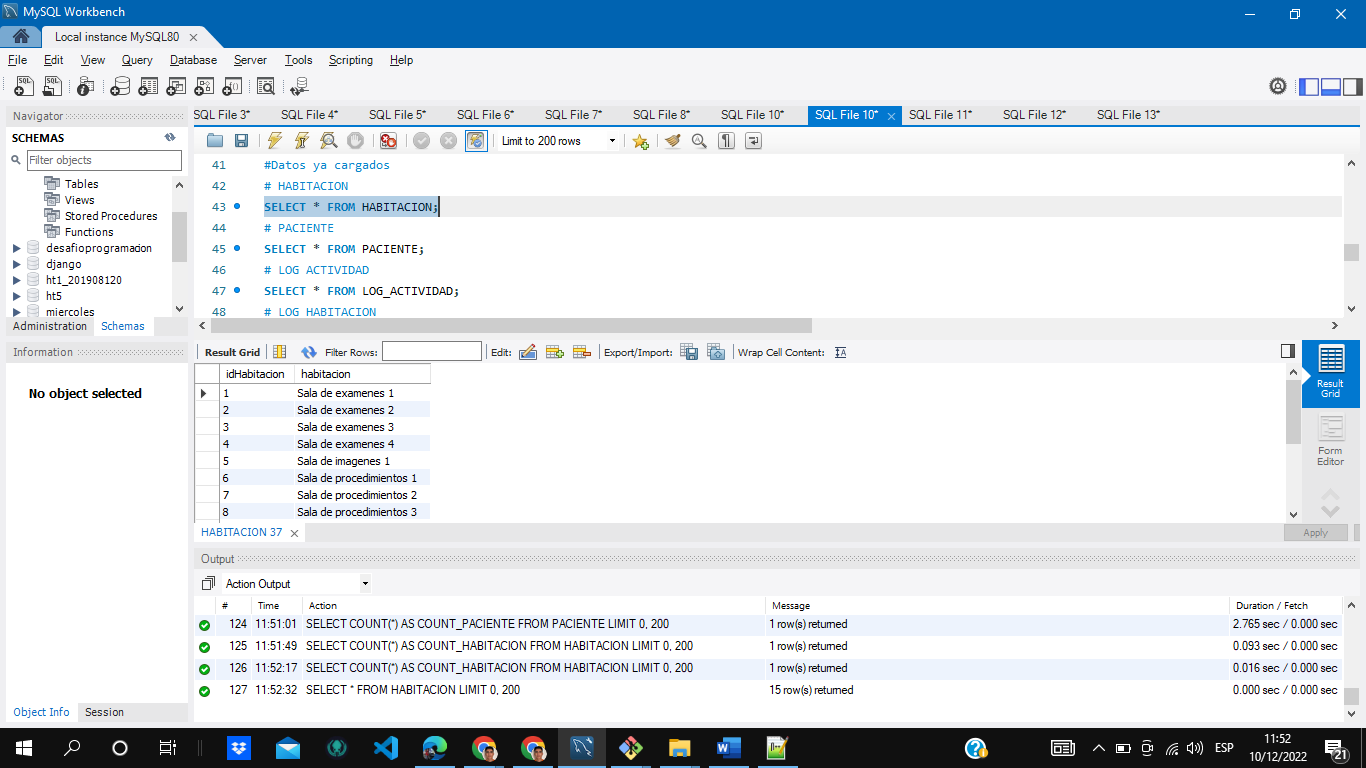 MySQL Workbench
Local instance MySQL80
File Edit View Query Database Server Tools Scripting Help
Navigator
SCHEMAS
Filter objects
Tables
Views
Stored Procedures
Functions
desafioprogramacion
django
ht1_201908120
ht5
miercoles
Administration Schemas
Information
No object selected
Object Info Session
SQL File 3* SQL File 4* SQL File 5* SQL File 6* SQL File 7* SQL File 8* SQL File 10* SQL File 10* SQL File 11* SQL File 12* SQL File 13*
Limit to 200 rows
41 #Datos ya cargados
42 # HABITACION
43 SELECT * FROM HABITACION;
44 # PACIENTE
45 SELECT * FROM PACIENTE;
46 # LOG ACTIVIDAD
47 SELECT * FROM LOG_ACTIVIDAD;
48 # LOG HABITACION
Result Grid Filter Rows: Edit: Export/Import: Wrap Cell Content:
idHabitacion habitacion
1 Sala de examenes 1
2 Sala de examenes 2
3 Sala de examenes 3
4 Sala de examenes 4
5 Sala de imagenes 1
6 Sala de procedimientos 1
7 Sala de procedimientos 2
8 Sala de procedimientos 3
Result
Grid
Form
Editor
HABITACION 37
Apply
Output
Action Output
# Time Action Message Duration / Fetch
124 11:51:01 SELECT COUNT(*) AS COUNT_PACIENTE FROM PACIENTE LIMIT 0, 200 1 row(s) returned 2.765 sec / 0.000 sec
125 11:51:49 SELECT COUNT(*) AS COUNT_HABITACION FROM HABITACION LIMIT 0, 200 1 row(s) returned 0.093 sec / 0.000 sec
126 11:52:17 SELECT COUNT(*) AS COUNT_HABITACION FROM HABITACION LIMIT 0, 200 1 row(s) returned 0.016 sec / 0.000 sec
127 11:52:32 SELECT * FROM HABITACION LIMIT 0, 200 15 row(s) returned 0.000 sec / 0.000 sec
ESP
11:52
10/12/2022
21